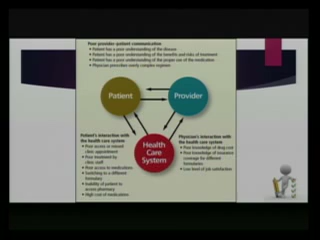 Poor provider-patient communication
• Patient has a poor understanding of the disease
• Patient has a poor understanding of the benefits and risks of treatment
• Patient has a poor understanding of the proper use of the medication
• Physician prescribes overly complex regimen
Patient
Provider
Health
Care
System
Patient's interaction with
the health care system
• Poor access or missed
clinic appointment
• Poor treatment by
clinic staff
• Poor access to medications
• Switching to a different
formulary
• Inability of patient to
access pharmacy
• High cost of medications
Physician's interaction with
the health care system
• Poor knowledge of drug cost
• Poor knowledge of insurance
coverage for different
formularies
• Low level of job satisfaction